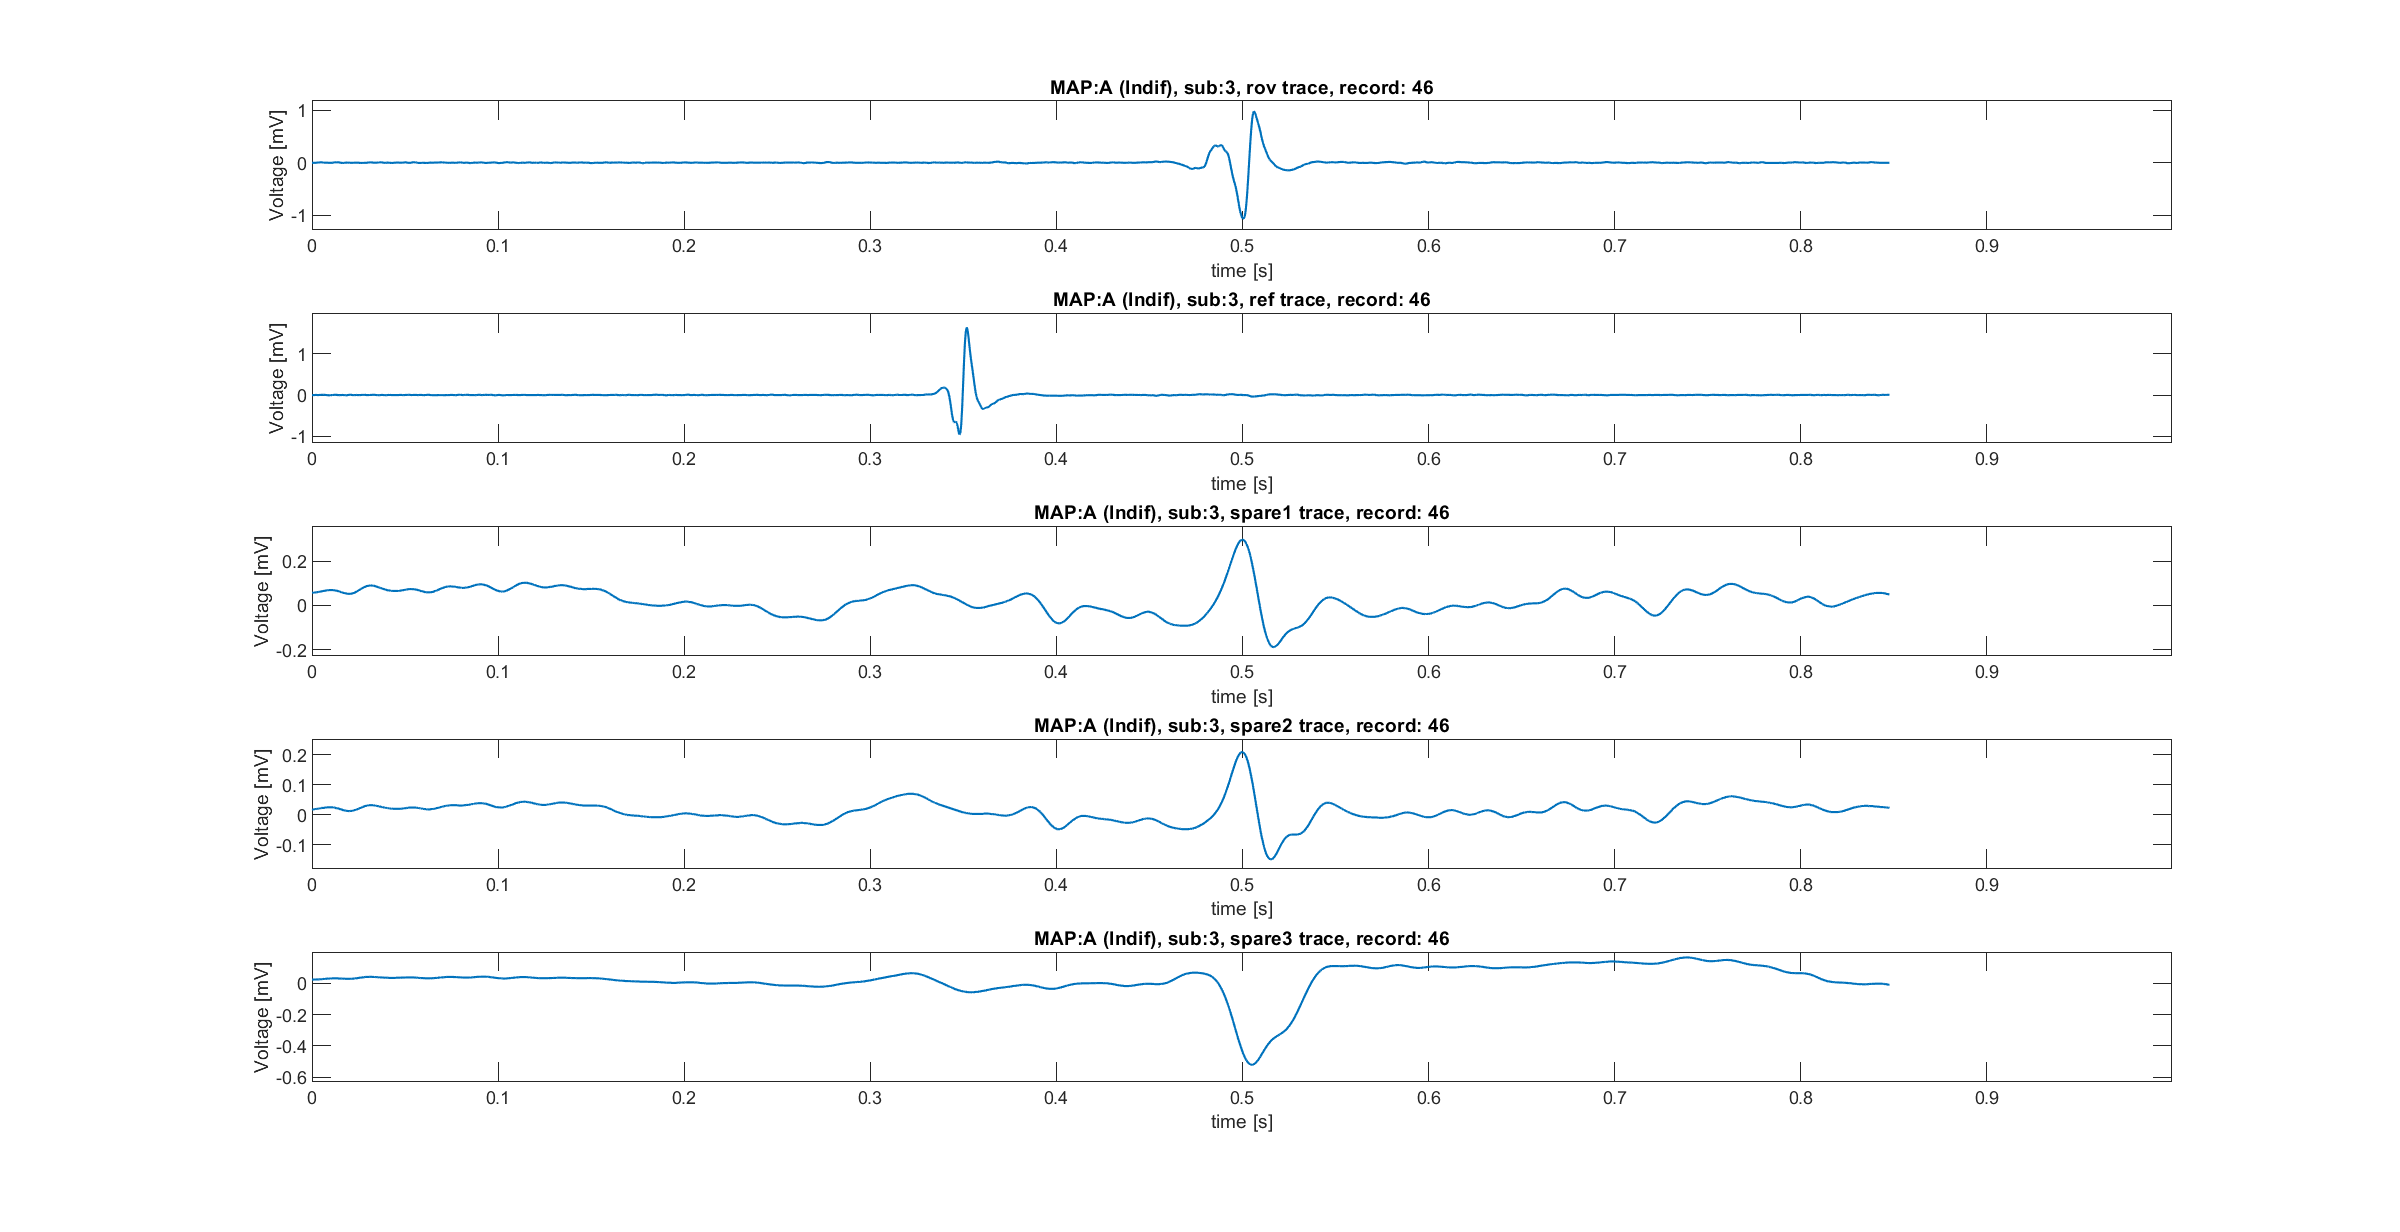 MAP:A (Indif), sub:3, rov trace, record: 46
Voltage [mV]
1
0
-1
0 0.1 0.2 0.3 0.4 0.5 0.6 0.7 0.8 0.9
time [s]
MAP:A (Indif), sub:3, ref trace, record: 46
Voltage [mV]
1
0
-1
0 0.1 0.2 0.3 0.4 0.5 0.6 0.7 0.8 0.9
time [s]
MAP:A (Indif), sub:3, spare1 trace, record: 46
Voltage [mV]
0.2
0
-0.2
0 0.1 0.2 0.3 0.4 0.5 0.6 0.7 0.8 0.9
time [s]
MAP:A (Indif), sub:3, spare2 trace, record: 46
Voltage [mV]
0.2
0.1
0
-0.1
0 0.1 0.2 0.3 0.4 0.5 0.6 0.7 0.8 0.9
time [s]
MAP:A (Indif), sub:3, spare3 trace, record: 46
Voltage [mV]
0
-0.2
-0.4
-0.6
0 0.1 0.2 0.3 0.4 0.5 0.6 0.7 0.8 0.9
time [s]